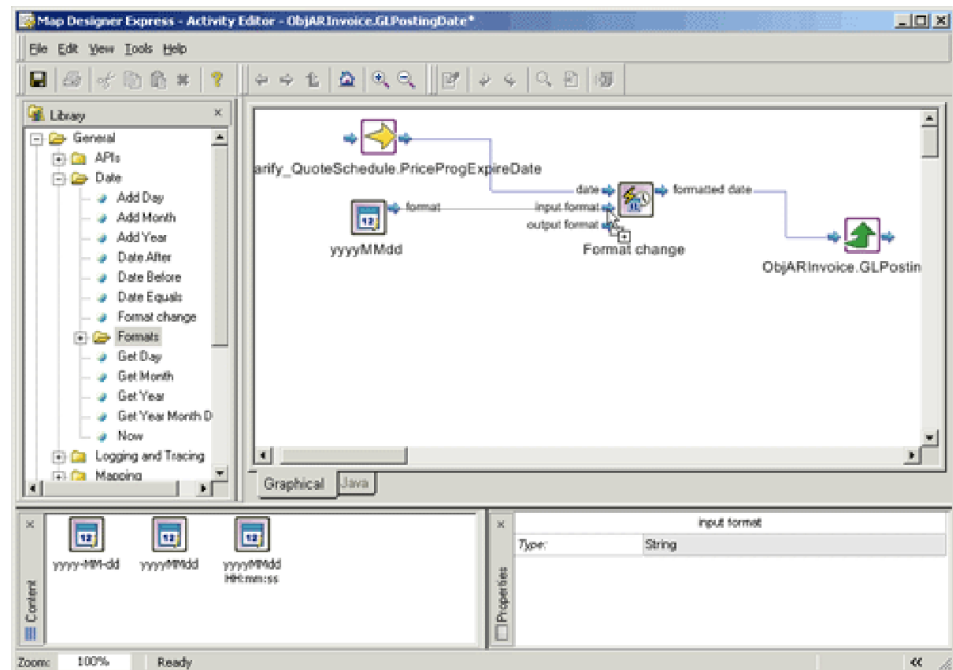 Map Designer Express - Activity Editor - ObjARInvoice.GLPostingDate*
File Edit View Tools Help
Library
General
APIs
Date
Add Day
Add Month
Add Year
Date After
Date Before
Date Equals
Format change
Formats
Get Day
Get Month
Get Year
Get Year Month D
Now
Logging and Tracing
Mapping
arify_QuoteSchedule.PriceProgExpireDate
format
yyyyMMdd
date
input format
output format
formatted date
Format change
ObjARInvoice.GLPostin
Graphical Java
Content
yyyy-MM-dd
yyyyMMdd
yyyyMMdd
HH:mm:ss
Properties
input format
Type: String
Zoom: 100% Ready